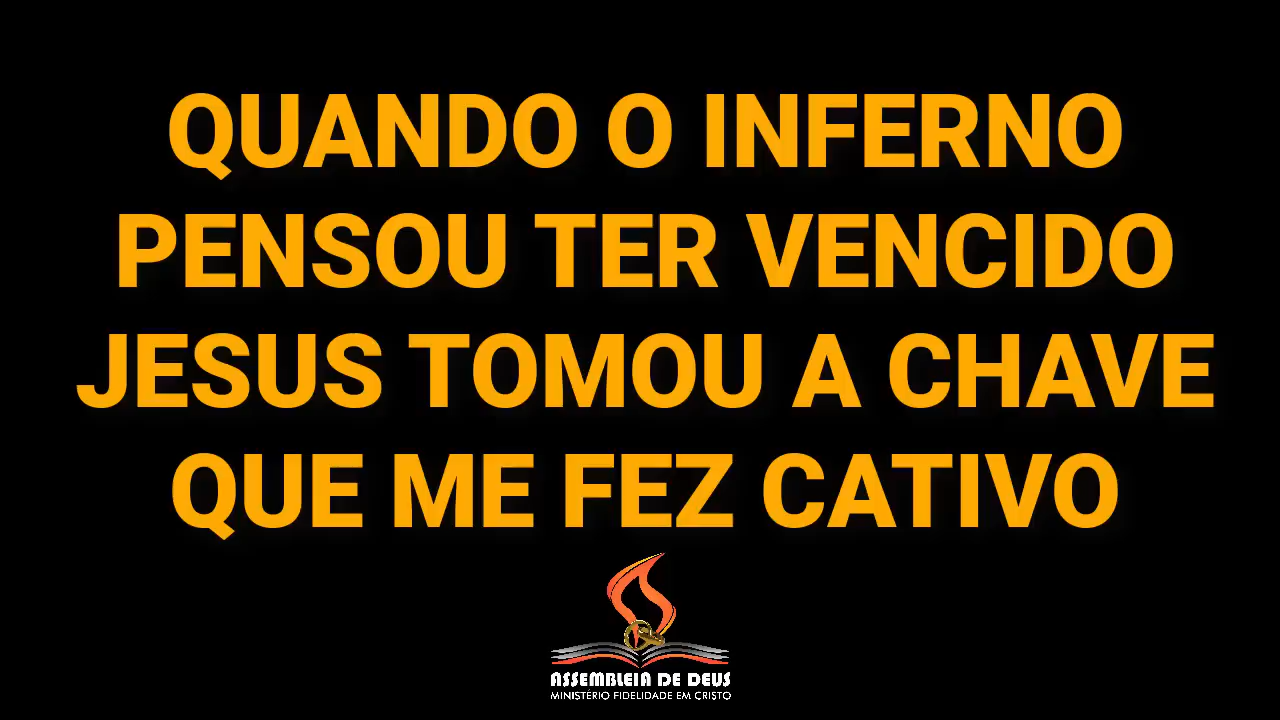 QUANDO O INFERNO
PENSOU TER VENCIDO
JESUS TOMOU A CHAVE
QUE ME FEZ CATIVO
ASSEMBLEIA DE DEUS
MINISTÉRIO FIDELIDADE EM CRISTO